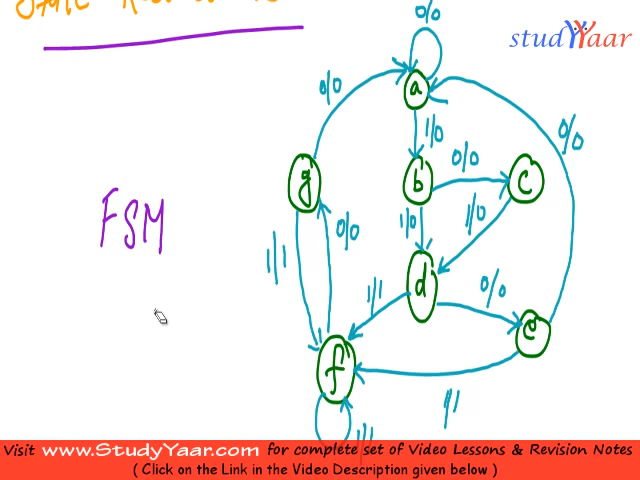 studYYaar
0/0
a
0/0
1/0
0/0
g
b
0/0
c
FSM
1/0
1/0
0/0
1/1
d
1/1
0/0
e
f
1/1
1/1
Visit www.StudyYaar.com for complete set of Video Lessons & Revision Notes
( Click on the Link in the Video Description given below )